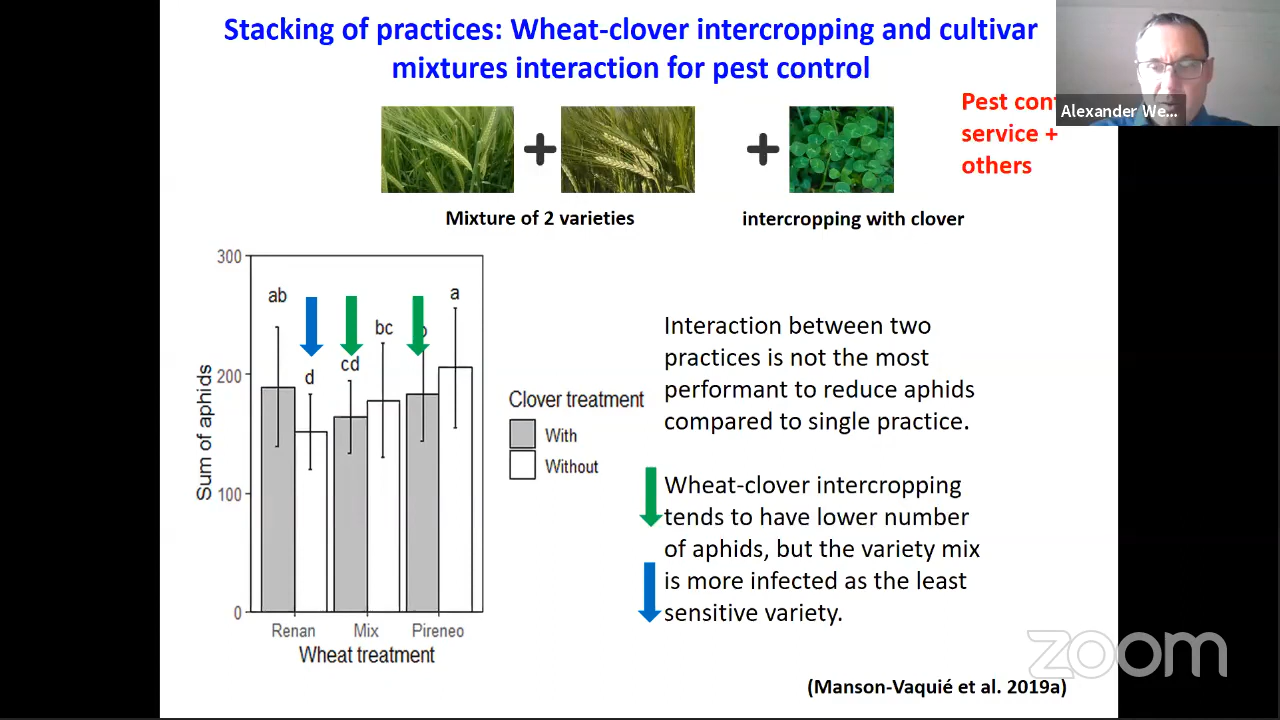 Stacking of practices: Wheat-clover intercropping and cultivar
mixtures interaction for pest control
Pest
service +
others
Alexander We...
Mixture of 2 varieties
intercropping with clover
300
200
100
0
Sum of aphids
ab
d
cd
bc
a
Renan
Mix
Pireneo
Wheat treatment
Clover treatment
With
Without
Interaction between two
practices is not the most
performant to reduce aphids
compared to single practice.
Wheat-clover intercropping
tends to have lower number
of aphids, but the variety mix
is more infected as the least
sensitive variety.
(Manson-Vaquié et al. 2019a)
zoom